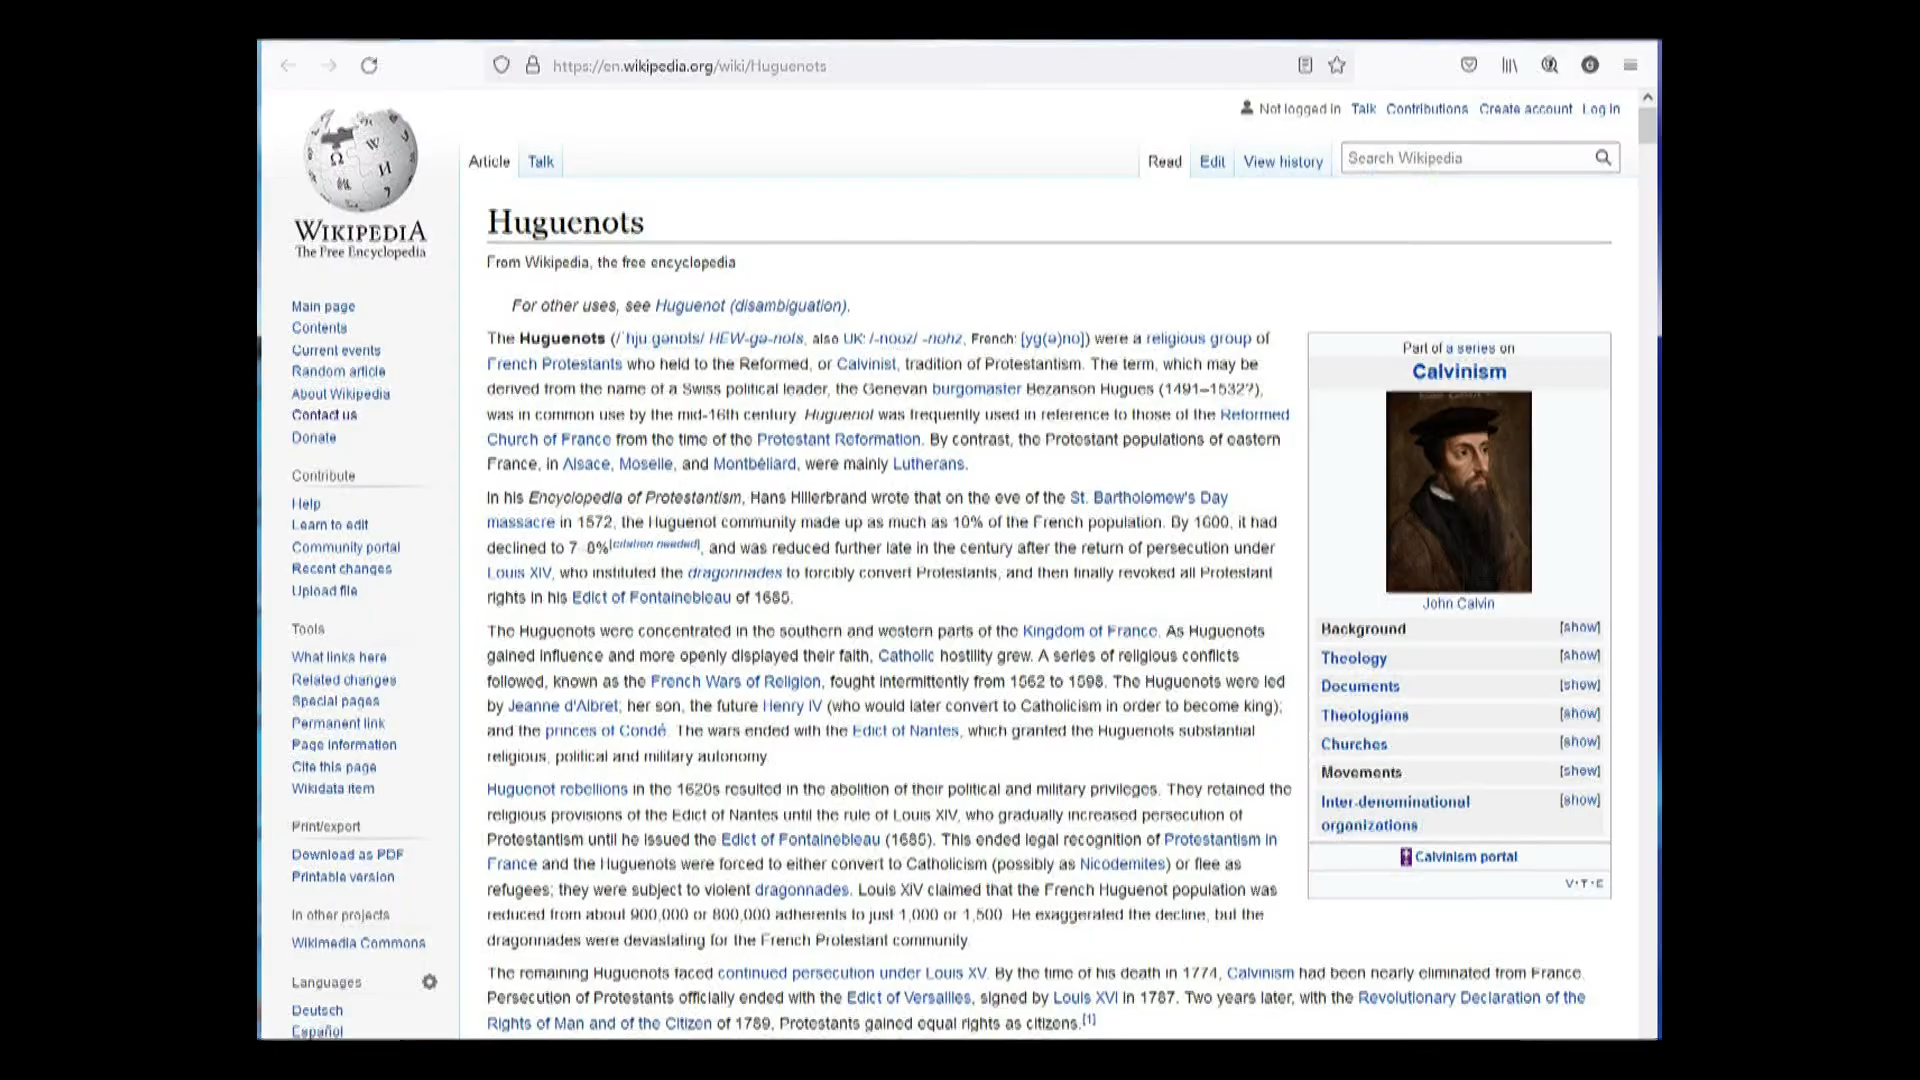 https://en.wikipedia.org/wiki/Huguenots
Not logged in Talk Contributions Create account Log in
Article Talk Read Edit View history Search Wikipedia
WIKIPEDIA
The Free Encyclopedia
Main page
Contents
Current events
Random article
About Wikipedia
Contact us
Donate
Contribute
Help
Learn to edit
Community portal
Recent changes
Upload file
Tools
What links here
Related changes
Special pages
Permanent link
Page information
Cite this page
Wikidata item
Print/export
Download as PDF
Printable version
In other projects
Wikimedia Commons
Languages
Deutsch
Español
Huguenots
From Wikipedia, the free encyclopedia
For other uses, see Huguenot (disambiguation).
The Huguenots (/ˈhjuːɡənɒts/ HEW-gə-nots, also UK: /-noʊz/ -nohz, French: [yɡ(ə)no]) were a religious group of
French Protestants who held to the Reformed, or Calvinist, tradition of Protestantism. The term, which may be
derived from the name of a Swiss political leader, the Genevan burgomaster Bezanson Hugues (1491–1532?),
was in common use by the mid-16th century. Huguenot was frequently used in reference to those of the Reformed
Church of France from the time of the Protestant Reformation. By contrast, the Protestant populations of eastern
France, in Alsace, Moselle, and Montbéliard, were mainly Lutherans.
In his Encyclopedia of Protestantism, Hans Hillerbrand wrote that on the eve of the St. Bartholomew's Day
massacre in 1572, the Huguenot community made up as much as 10% of the French population. By 1600, it had
declined to 7–8%[citation needed], and was reduced further late in the century after the return of persecution under
Louis XIV, who instituted the dragonnades to forcibly convert Protestants, and then finally revoked all Protestant
rights in his Edict of Fontainebleau of 1685.
The Huguenots were concentrated in the southern and western parts of the Kingdom of France. As Huguenots
gained influence and more openly displayed their faith, Catholic hostility grew. A series of religious conflicts
followed, known as the French Wars of Religion, fought intermittently from 1562 to 1598. The Huguenots were led
by Jeanne d'Albret; her son, the future Henry IV (who would later convert to Catholicism in order to become king);
and the princes of Condé. The wars ended with the Edict of Nantes, which granted the Huguenots substantial
religious, political and military autonomy.
Huguenot rebellions in the 1620s resulted in the abolition of their political and military privileges. They retained the
religious provisions of the Edict of Nantes until the rule of Louis XIV, who gradually increased persecution of
Protestantism until he issued the Edict of Fontainebleau (1685). This ended legal recognition of Protestantism in
France and the Huguenots were forced to either convert to Catholicism (possibly as Nicodemites) or flee as
refugees; they were subject to violent dragonnades. Louis XIV claimed that the French Huguenot population was
reduced from about 900,000 or 800,000 adherents to just 1,000 or 1,500. He exaggerated the decline, but the
dragonnades were devastating for the French Protestant community.
The remaining Huguenots faced continued persecution under Louis XV. By the time of his death in 1774, Calvinism had been nearly eliminated from France.
Persecution of Protestants officially ended with the Edict of Versailles, signed by Louis XVI in 1787. Two years later, with the Revolutionary Declaration of the
Rights of Man and of the Citizen of 1789, Protestants gained equal rights as citizens.[1]
Part of a series on
Calvinism
John Calvin
Background [show]
Theology [show]
Documents [show]
Theologians [show]
Churches [show]
Movements [show]
Inter-denominational [show]
organizations
Calvinism portal
V·T·E